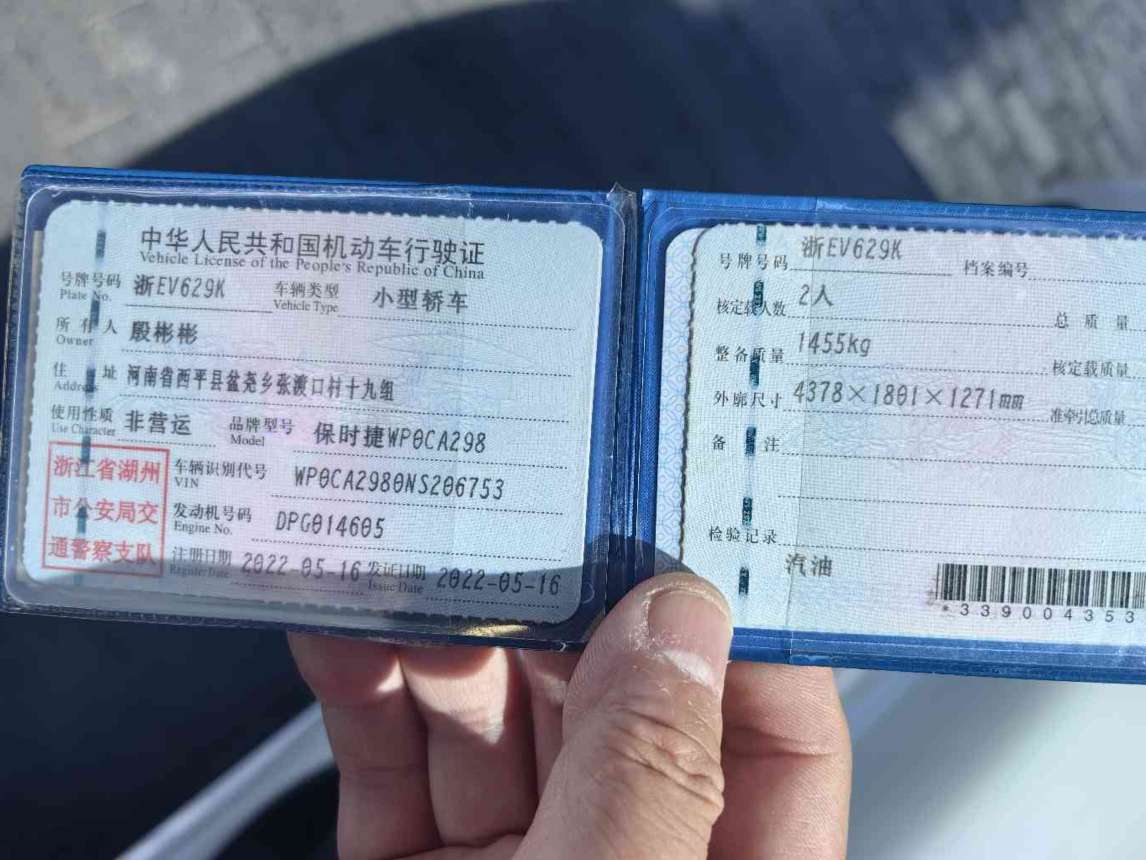 中华人民共和国机动车行驶证
Vehicle License of the People's Republic of China
号牌号码 浙EV629K 车辆类型 小型轿车
Plate No. Vehicle Type
所有人 殷彬彬
Owner
住址 河南省西平县盆尧乡张渡口村十九组
Address
使用性质 非营运 品牌型号 保时捷WP0CA298
Use Character Model
浙江省湖州
市公安局交
通警察支队
车辆识别代号 WP0CA2980NS206753
VIN
发动机号码 DPG014605
Engine No.
注册日期 2022-05-16 发证日期 2022-05-16
Register Date Issue Date
号牌号码 浙EV629K 档案编号
核定载人数 2人 总质量
整备质量 1455kg 核定载质量
外廓尺寸 4378×1801×1271mm 准牵引总质量
备注
检验记录
汽油
*339004353